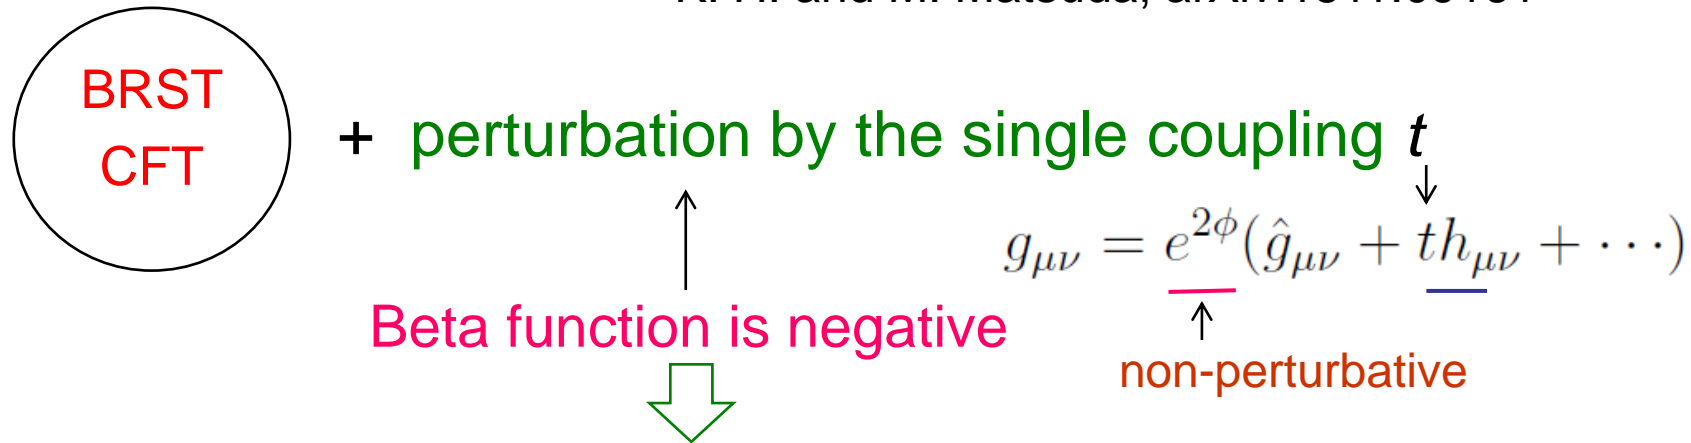 BRST
CFT
+ perturbation by the single coupling t
g_{μν} = e^{2φ}(ĝ_{μν} + th_{μν} + ⋯)
Beta function is negative
non-perturbative